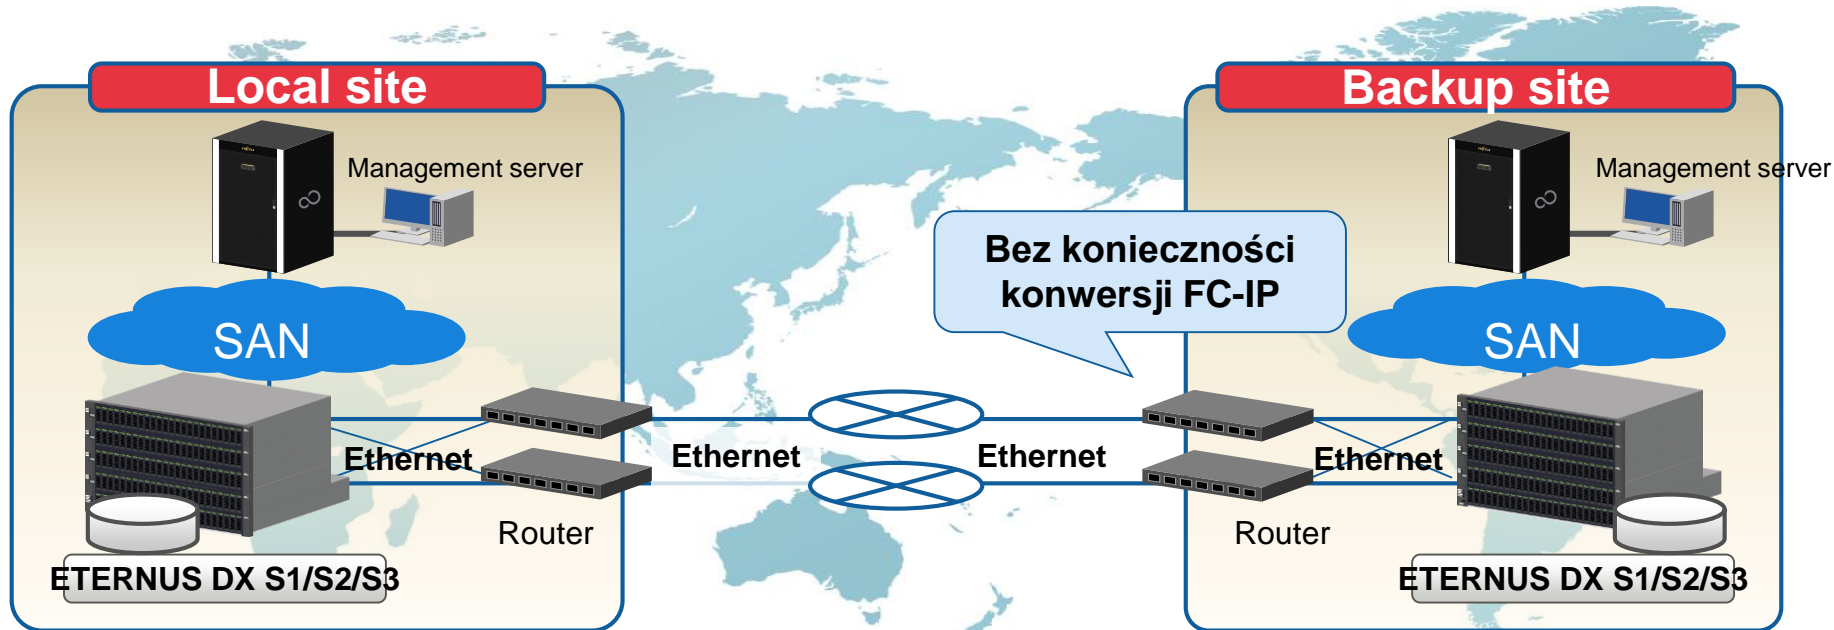 Local site
Backup site
Management server
Management server
Bez konieczności
konwersji FC-IP
SAN
SAN
Ethernet
Ethernet
Ethernet
Ethernet
Router
Router
ETERNUS DX S1/S2/S3
ETERNUS DX S1/S2/S3